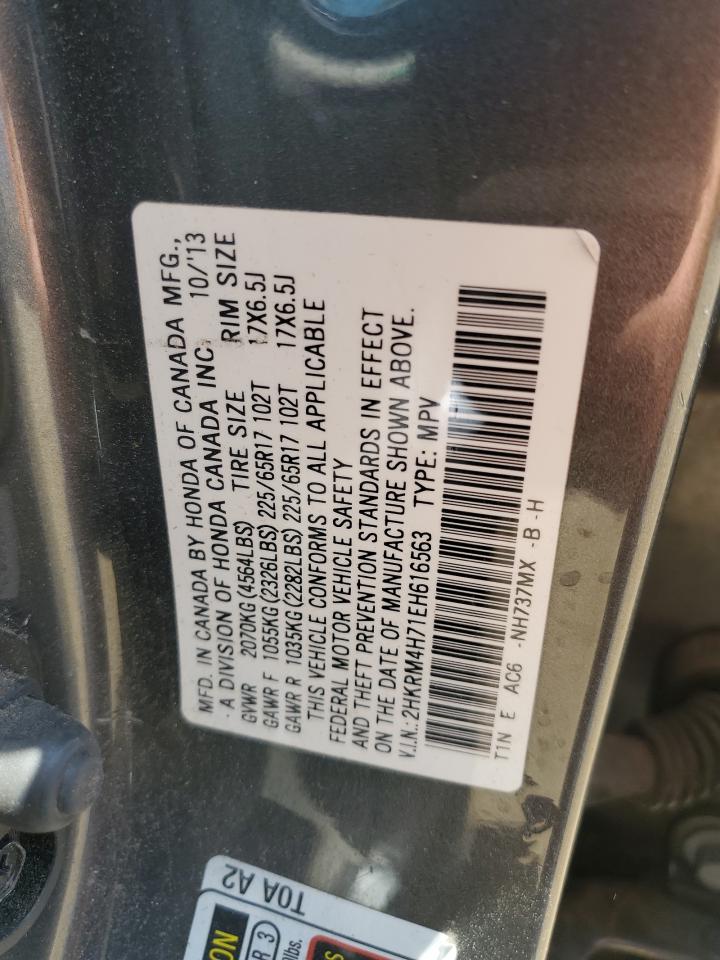 MFD. IN CANADA BY HONDA OF CANADA MFG.,
A DIVISION OF HONDA CANADA INC. 10/'13
GVWR 2070KG(4564LBS) TIRE SIZE RIM SIZE
GAWR F 1055KG(2326LBS) 225/65R17 102T 17X6.5J
GAWR R 1035KG(2282LBS) 225/65R17 102T 17X6.5J
THIS VEHICLE CONFORMS TO ALL APPLICABLE
FEDERAL MOTOR VEHICLE SAFETY
AND THEFT PREVENTION STANDARDS IN EFFECT
ON THE DATE OF MANUFACTURE SHOWN ABOVE.
V.I.N.: 2HKRM4H71EH616563 TYPE: MPV
T1N E AC6 -NH737MX -B -H
T0A A2